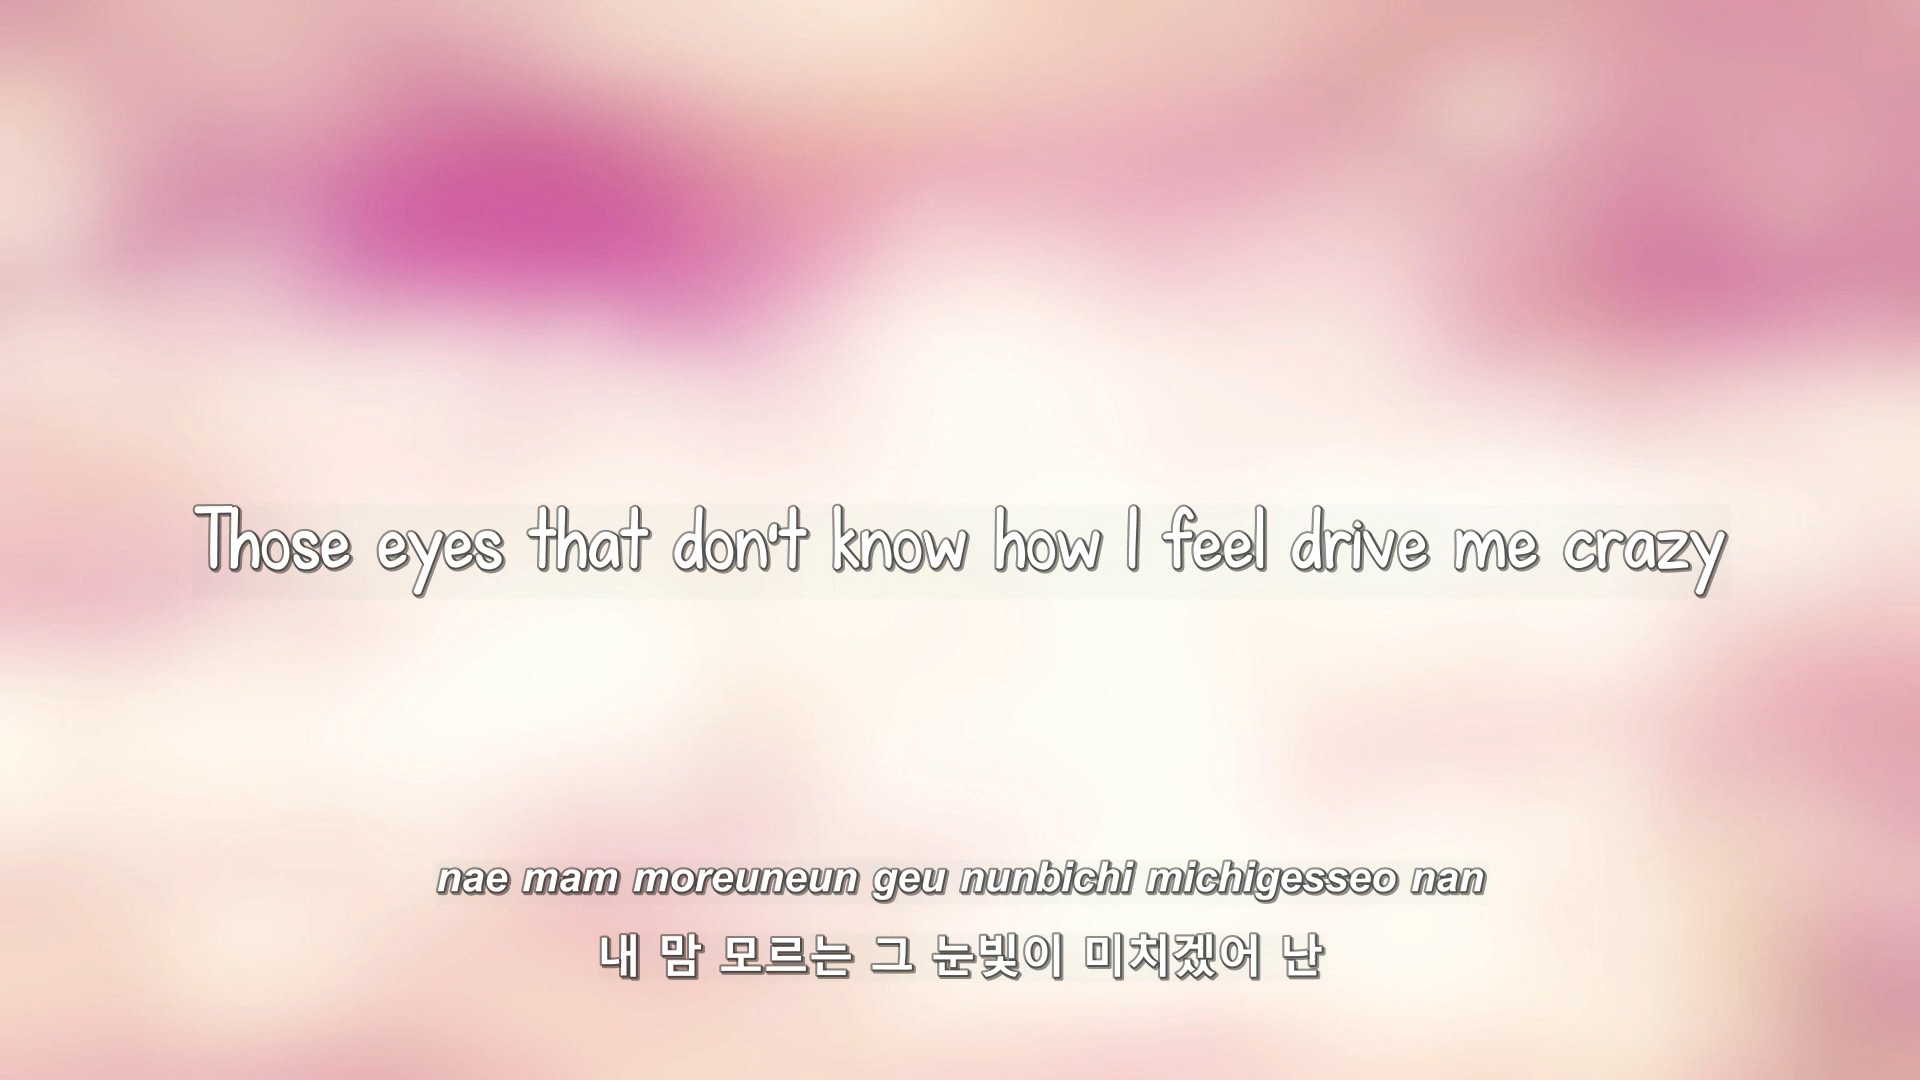 Those eyes that don't know how I feel drive me crazy
nae mam moreuneun geu nunbichi michigesseo nan
내 맘 모르는 그 눈빛이 미치겠어 난